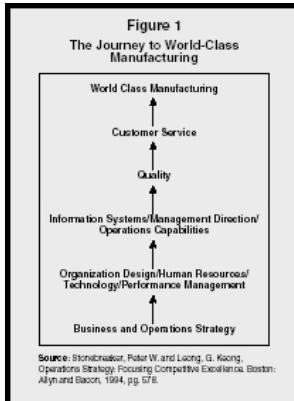 Figure 1
The Journey to World-Class
Manufacturing
World Class Manufacturing
Customer Service
Quality
Information Systems/Management Direction/
Operations Capabilities
Organization Design/Human Resources/
Technology/Performance Management
Business and Operations Strategy
Source: Stonebreaker, Peter W. and Leong, G. Keong,
Operations Strategy: Focusing Competitive Excellence. Boston:
Allyn and Bacon, 1994, pg. 578.